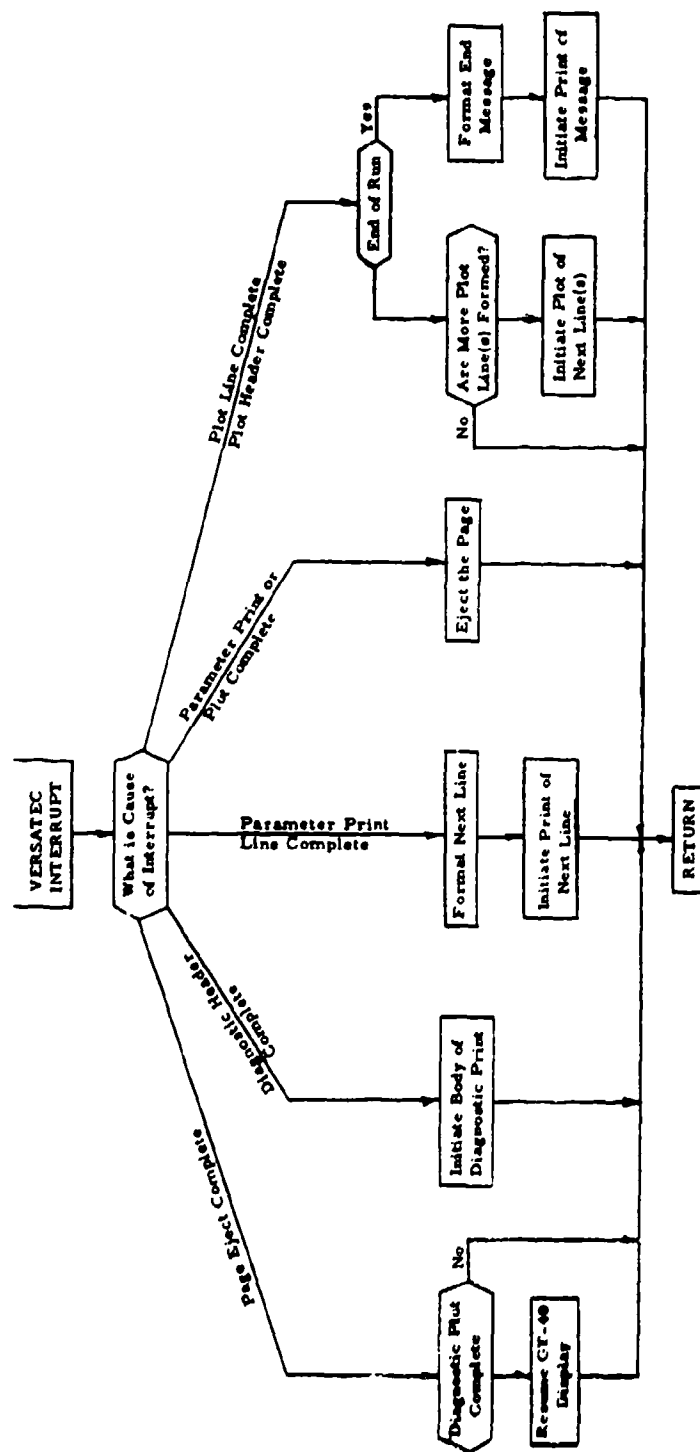 VERSATEC
INTERRUPT
What is Cause
of Interrupt?
Page Eject Complete
Diagnostic Header
Complete
Parameter Print
Line Complete
Parameter Print or
Plot Complete
Plot Line Complete
Plot Header Complete
Diagnostic Plot
Complete
No
Resume GT-40
Display
Initiate Body of
Diagnostic Print
Format Next Line
Initiate Print of
Next Line
Eject the Page
End of Run
Yes
Are More Plot
Line(s) Formed?
No
Initiate Plot of
Next Line(s)
Format End
Message
Initiate Print of
Message
RETURN